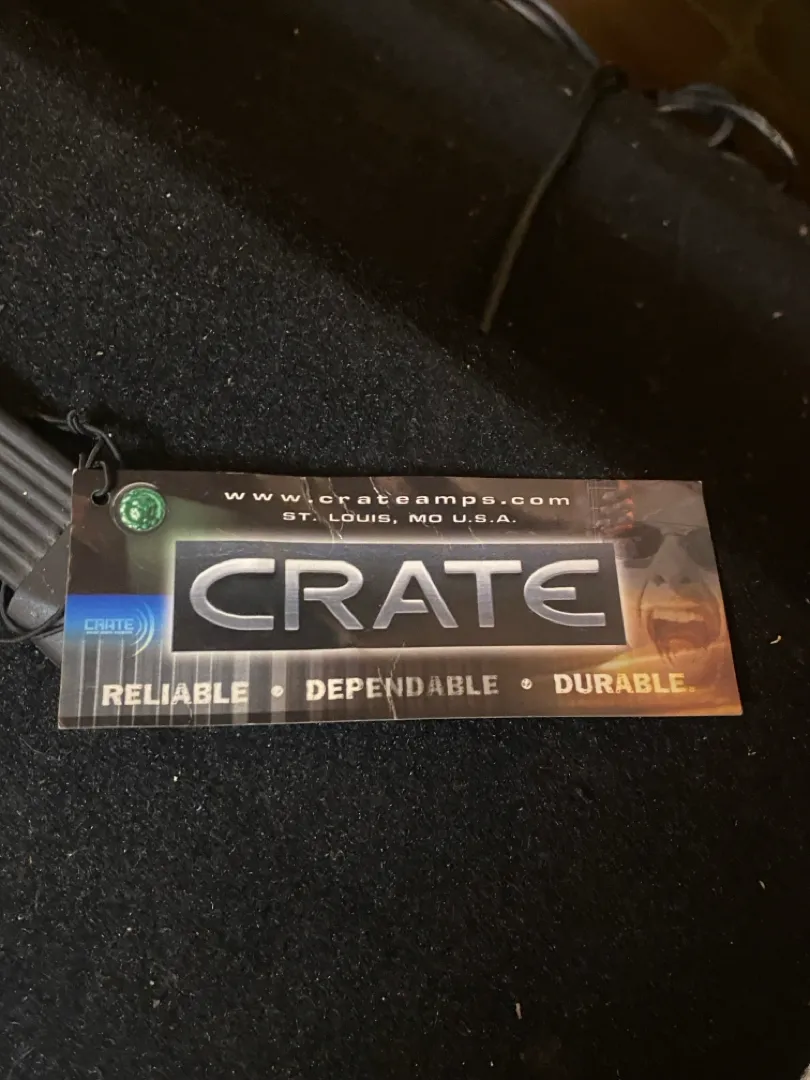 www.crateamps.com
ST. LOUIS, MO U.S.A.
CRATE
CRATE
RELIABLE • DEPENDABLE • DURABLE.